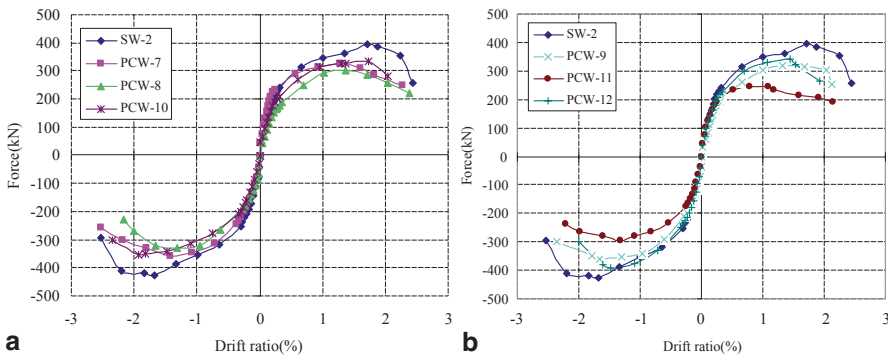 500
400
300
200
100
0
-100
-200
-300
-400
-500
Force(kN)
SW-2
PCW-7
PCW-8
PCW-10
-3 -2 -1 0 1 2 3
Drift ratio(%)
a
500
400
300
200
100
0
-100
-200
-300
-400
-500
Force(kN)
SW-2
PCW-9
PCW-11
PCW-12
-3 -2 -1 0 1 2 3
Drift ratio(%)
b